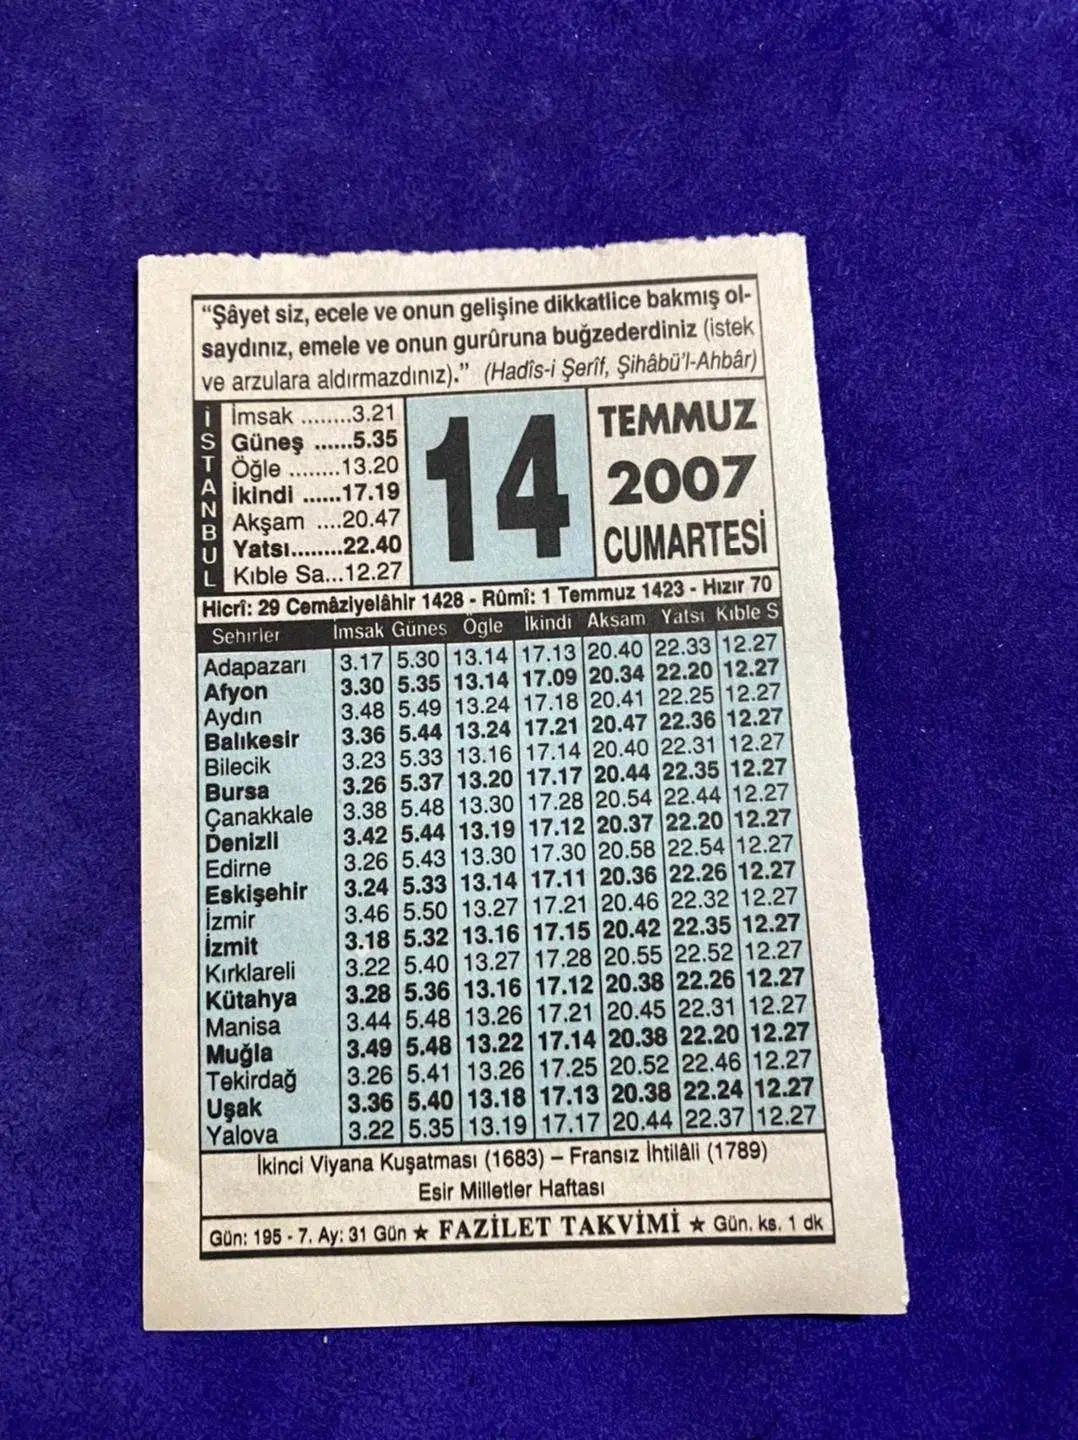 “Şâyet siz, ecele ve onun gelişine dikkatlice bakmış ol-
saydınız, emele ve onun gurûruna buğzederdiniz (istek
ve arzulara aldırmazdınız).” (Hadîs-i Şerîf, Şihâbü'l-Ahbâr)
İSTANBUL
İmsak ........3.21
Güneş ......5.35
Öğle ........13.20
İkindi ......17.19
Akşam ....20.47
Yatsı........22.40
Kıble Sa...12.27
14
TEMMUZ
2007
CUMARTESİ
Hicrî: 29 Cemâziyelâhir 1428 - Rûmî: 1 Temmuz 1423 - Hızır 70
Şehirler İmsak Güneş Öğle İkindi Akşam Yatsı Kıble S
Adapazarı 3.17 5.30 13.14 17.13 20.40 22.33 12.27
Afyon 3.30 5.35 13.14 17.09 20.34 22.20 12.27
Aydın 3.48 5.49 13.24 17.18 20.41 22.25 12.27
Balıkesir 3.36 5.44 13.24 17.21 20.47 22.36 12.27
Bilecik 3.23 5.33 13.16 17.14 20.40 22.31 12.27
Bursa 3.26 5.37 13.20 17.17 20.44 22.35 12.27
Çanakkale 3.38 5.48 13.30 17.28 20.54 22.44 12.27
Denizli 3.42 5.44 13.19 17.12 20.37 22.20 12.27
Edirne 3.26 5.43 13.30 17.30 20.58 22.54 12.27
Eskişehir 3.24 5.33 13.14 17.11 20.36 22.26 12.27
İzmir 3.46 5.50 13.27 17.21 20.46 22.32 12.27
İzmit 3.18 5.32 13.16 17.15 20.42 22.35 12.27
Kırklareli 3.22 5.40 13.27 17.28 20.55 22.52 12.27
Kütahya 3.28 5.36 13.16 17.12 20.38 22.26 12.27
Manisa 3.44 5.48 13.26 17.21 20.45 22.31 12.27
Muğla 3.49 5.48 13.22 17.14 20.38 22.20 12.27
Tekirdağ 3.26 5.41 13.26 17.25 20.52 22.46 12.27
Uşak 3.36 5.40 13.18 17.13 20.38 22.24 12.27
Yalova 3.22 5.35 13.19 17.17 20.44 22.37 12.27
İkinci Viyana Kuşatması (1683) – Fransız İhtilâli (1789)
Esir Milletler Haftası
Gün: 195 - 7. Ay: 31 Gün ★ FAZİLET TAKVİMİ ★ Gün. ks. 1 dk